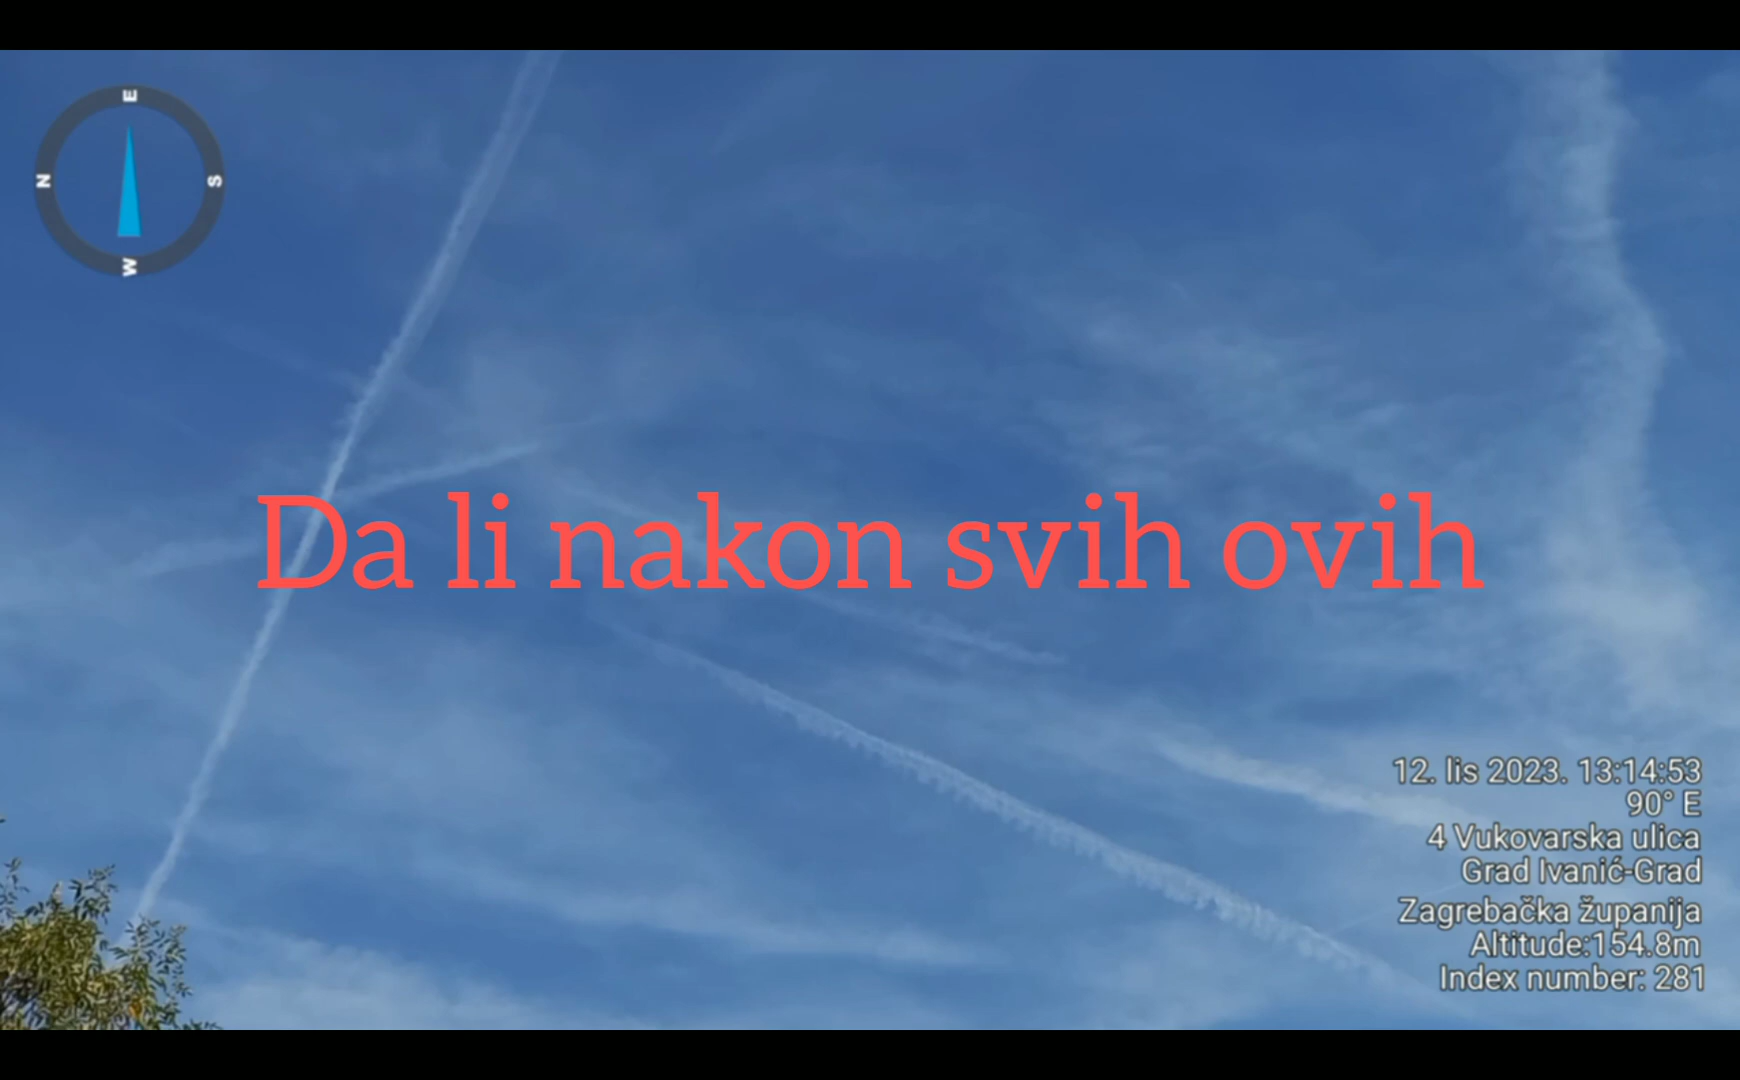 E
N
S
W
Da li nakon svih ovih
12. lis 2023. 13:14:53
90° E
4 Vukovarska ulica
Grad Ivanić-Grad
Zagrebačka županija
Altitude:154.8m
Index number: 281